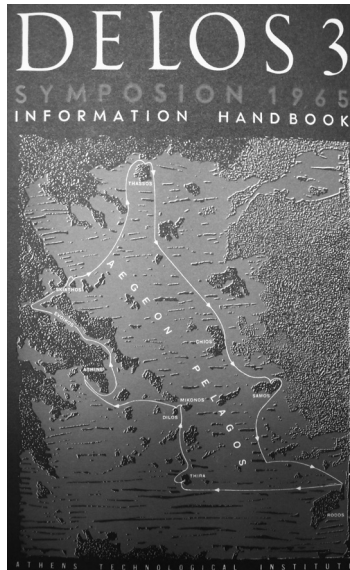 DELOS 3
SYMPOSION 1965
INFORMATION HANDBOOK
THASSOS
SKIATHOS
AEGEON PELAGOS
CHIOS
ATHENS
MIKONOS
SAMOS
DILOS
THIRA
RODOS
ATHENS TECHNOLOGICAL INSTITUTE